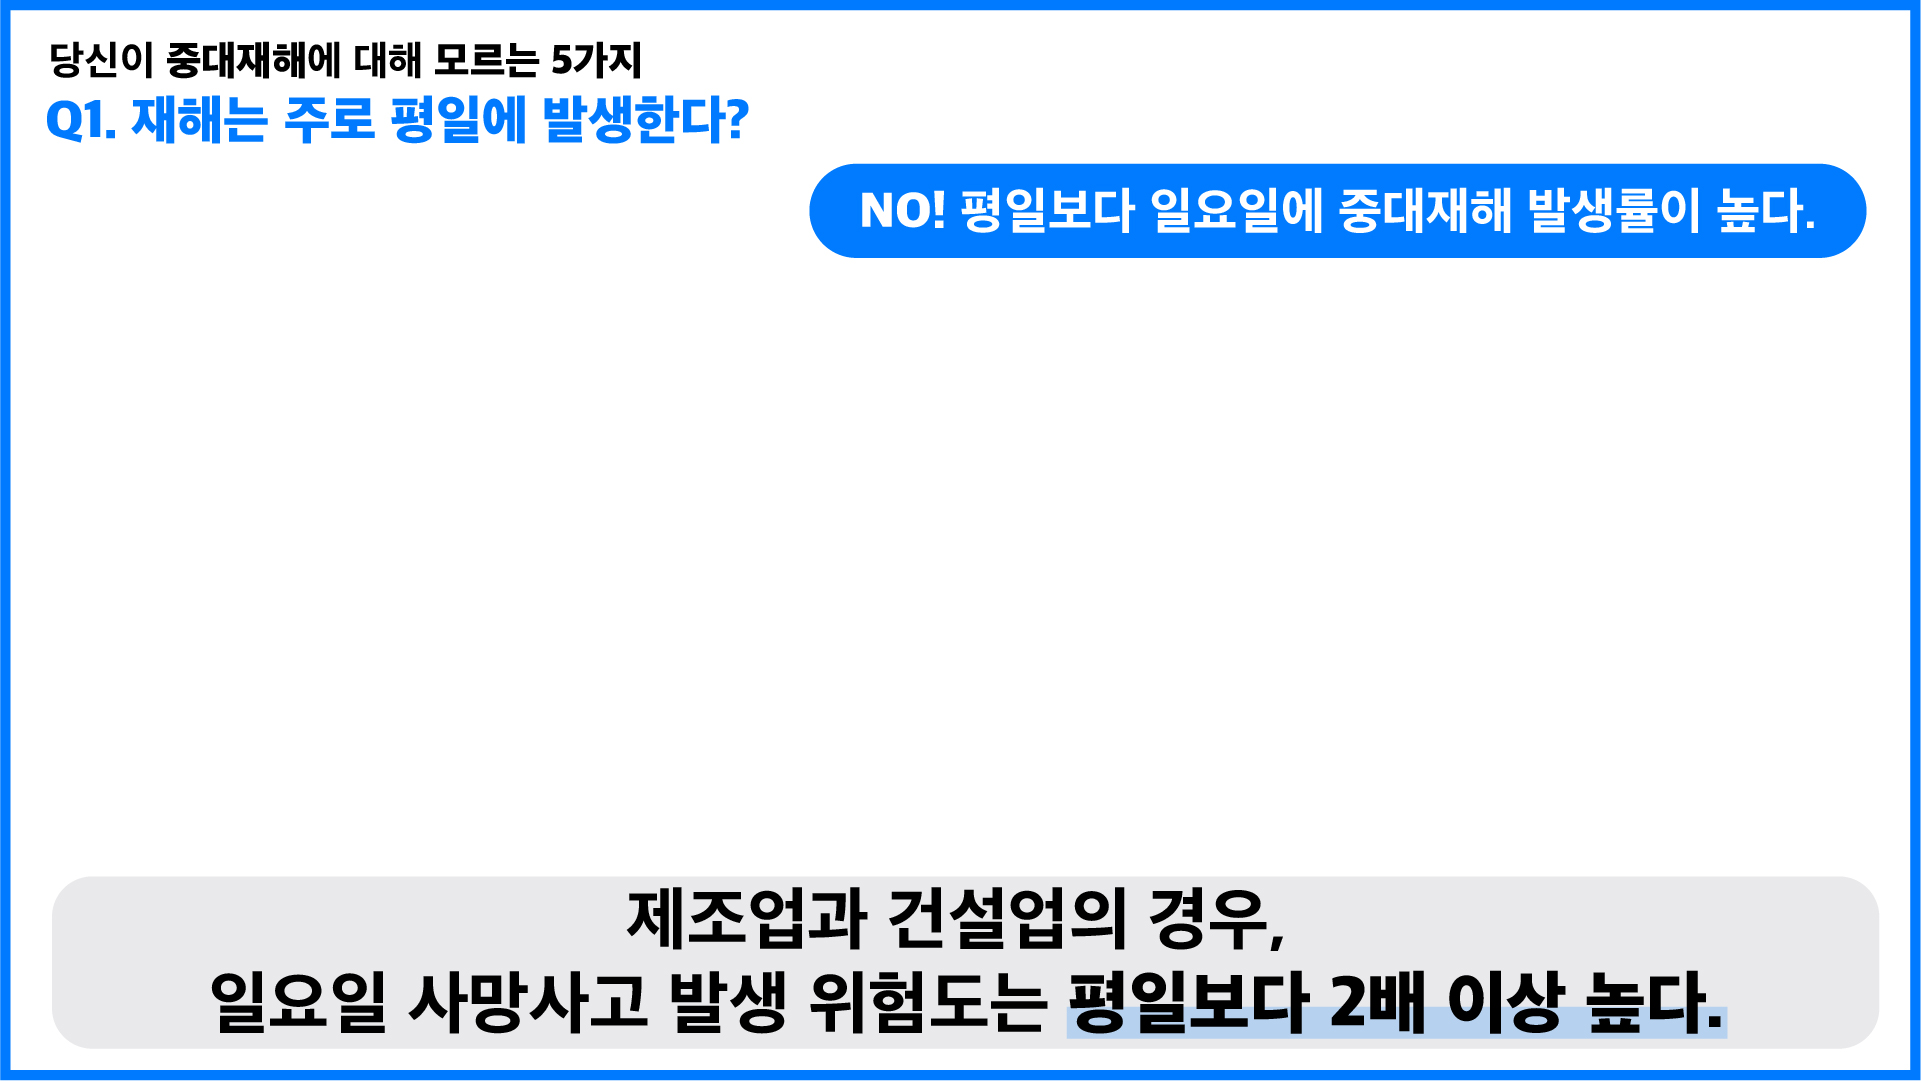 당신이 중대재해에 대해 모르는 5가지
Q1. 재해는 주로 평일에 발생한다?
NO! 평일보다 일요일에 중대재해 발생률이 높다.
제조업과 건설업의 경우,
일요일 사망사고 발생 위험도는 평일보다 2배 이상 높다.